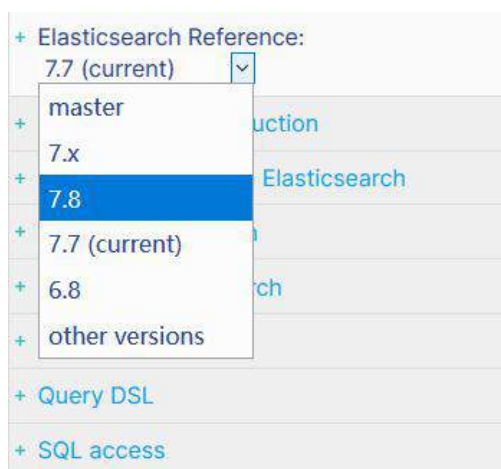 + Elasticsearch Reference:
7.7 (current)
master
7.x
7.8
7.7 (current)
6.8
other versions
+ uction
+ Elasticsearch
+
+ rch
+
+ Query DSL
+ SQL access